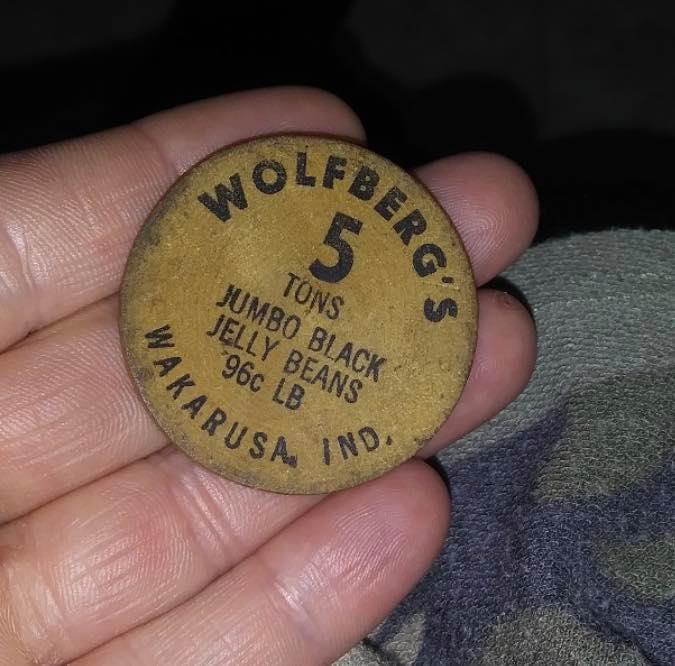 WOLFBERG'S
5
TONS
JUMBO BLACK
JELLY BEANS
96c LB
WAKARUSA, IND.